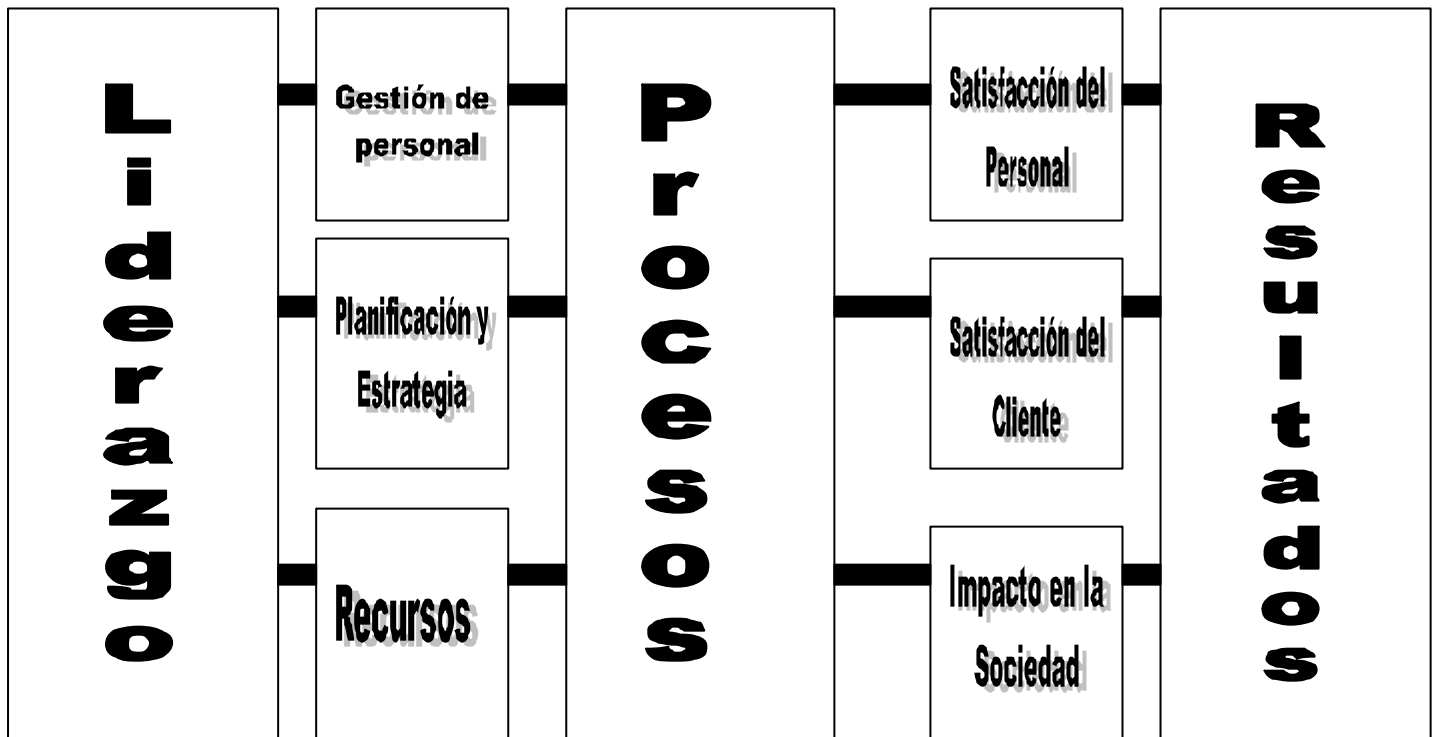 Liderazgo
Gestión de
personal
Planificación y
Estrategia
Recursos
Procesos
Satisfacción del
Personal
Satisfacción del
Cliente
Impacto en la
Sociedad
Resultados